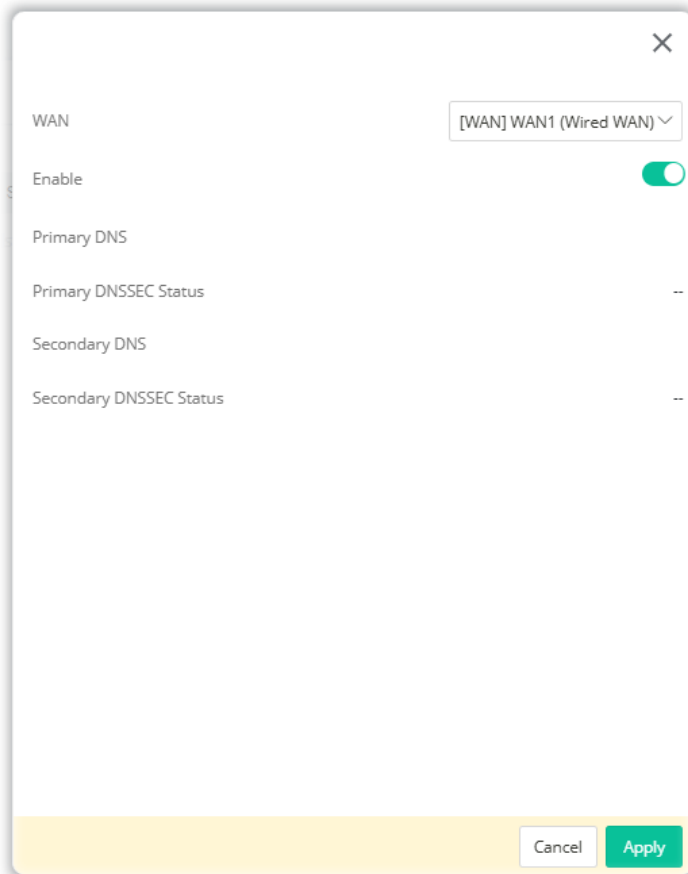 WAN
[WAN] WAN1 (Wired WAN)
Enable
Primary DNS
Primary DNSSEC Status
--
Secondary DNS
Secondary DNSSEC Status
--
Cancel
Apply